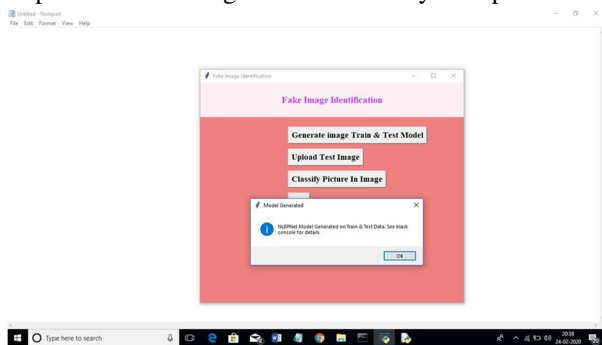 Untitled - Notepad
File Edit Format View Help
Fake Image Identification
Fake Image Identification
Generate image Train & Test Model
Upload Test Image
Classify Picture In Image
Model Generated
NLBPNet Model Generated on Train & Test Data. See black
console for details
OK
Type here to search
20:38
24-02-2020